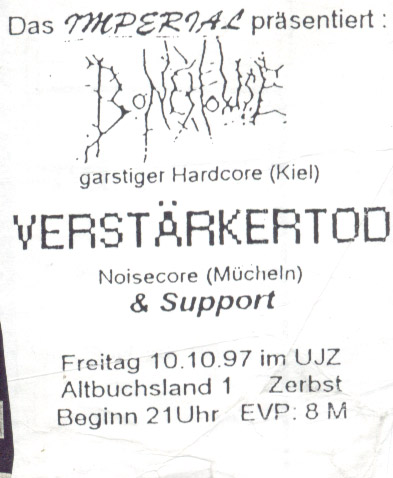 Das IMPERIAL präsentiert :
BoNEHoUSE
garstiger Hardcore (Kiel)
VERSTÄRKERTOD
Noisecore (Mücheln)
& Support
Freitag 10.10.97 im UJZ
Altbuchsland 1 Zerbst
Beginn 21Uhr EVP: 8 M